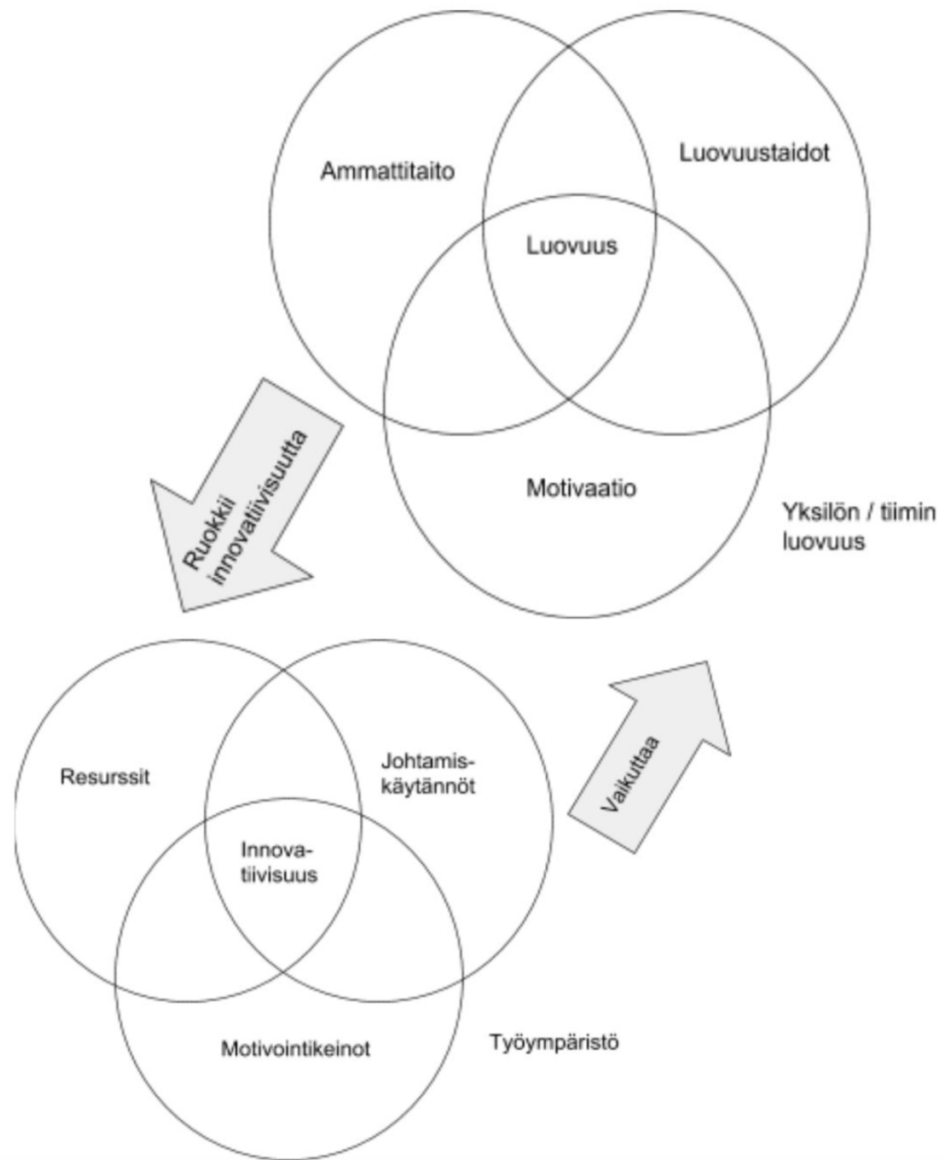 Ammattitaito
Luovuustaidot
Luovuus
Motivaatio
Yksilön / tiimin
luovuus
Ruokkii
innovatiivisuutta
Vaikuttaa
Resurssit
Johtamis-
käytännöt
Innova-
tiivisuus
Motivointikeinot
Työympäristö